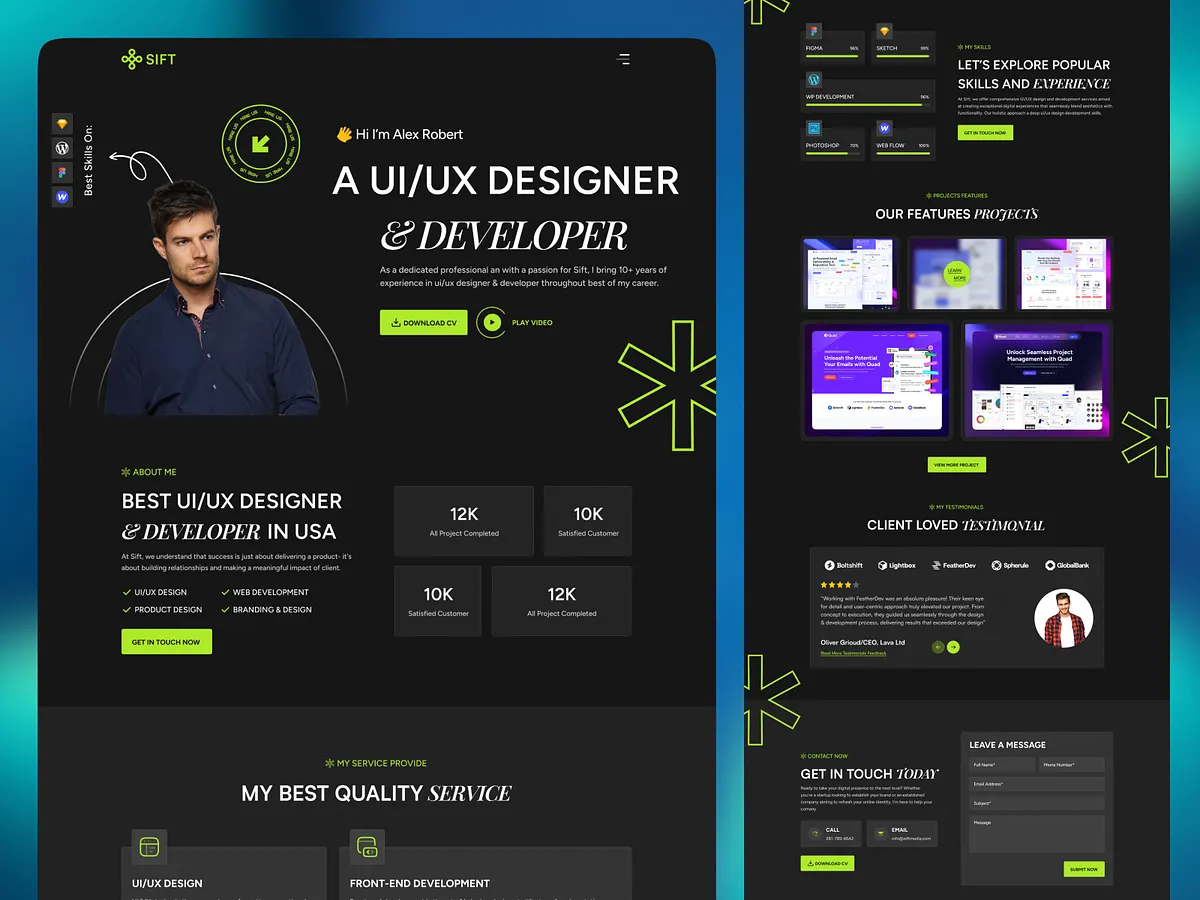 SIFT
Best Skills On:
HIRE US HIRE US HIRE US HIRE US HIRE US
Hi I'm Alex Robert
A UI/UX DESIGNER
& DEVELOPER
As a dedicated professional an with a passion for Sift, I bring 10+ years of
experience in ui/ux designer & developer throughout best of my career.
DOWNLOAD CV
PLAY VIDEO
ABOUT ME
BEST UI/UX DESIGNER
& DEVELOPER IN USA
At Sift, we understand that success is just about delivering a product- it's
about building relationships and making a meaningful impact of client.
UI/UX DESIGN
WEB DEVELOPMENT
PRODUCT DESIGN
BRANDING & DESIGN
GET IN TOUCH NOW
12K
All Project Completed
10K
Satisfied Customer
10K
Satisfied Customer
12K
All Project Completed
MY SERVICE PROVIDE
MY BEST QUALITY SERVICE
UI/UX DESIGN
FRONT-END DEVELOPMENT
FIGMA 96%
SKETCH 99%
WP DEVELOPMENT 96%
PHOTOSHOP 70%
WEB FLOW 100%
MY SKILLS
LET'S EXPLORE POPULAR
SKILLS AND EXPERIENCE
At Sift, we offer comprehensive UI/UX design and development services aimed
at creating exceptional digital experiences that seamlessly blend aesthetics with
functionality. Our holistic approach a deep ui/ux design-development skills.
GET IN TOUCH NOW
PROJECTS FEATURES
OUR FEATURES PROJECTS
LEARN
MORE
Quad
Unleash the Potential
Your Emails with Quad
Unlock Seamless Project
Management with Quad
VIEW MORE PROJECT
MY TESTIMONIALS
CLIENT LOVED TESTIMONIAL
Boltshift
Lightbox
FeatherDev
Spherule
GlobalBank
"Working with FeatherDev was an absolute pleasure! Their keen eye
for detail and user-centric approach truly elevated our project. From
concept to execution, they guided us seamlessly through the design
& development process, delivering results that exceeded our design"
Oliver Grioud/CEO, Lava Ltd
Read More Testimonials Feedback
CONTACT NOW
GET IN TOUCH TODAY
Ready to take your digital presence to the next level? Whether
you're a startup looking to establish your brand or an established
company aiming to refresh your online identity, I'm here to help your
comany.
CALL
EMAIL
info@siftmedia.com
DOWNLOAD CV
LEAVE A MESSAGE
Full Name*
Phone Number*
Email Address*
Subject*
Message
SUBMIT NOW